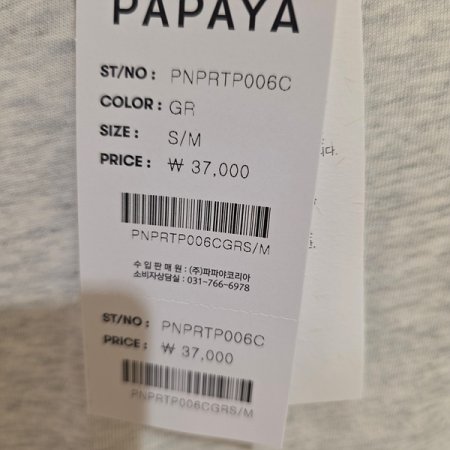 PAPAYA
ST/NO : PNPRTP006C
COLOR : GR
SIZE : S/M
PRICE : ₩ 37,000
PNPRTP006CGRS/M
수 입 판 매 원 : (주)파파야코리아
소비자상담실 : 031-766-6978
ST/NO : PNPRTP006C
PRICE : ₩ 37,000
PNPRTP006CGRS/M
니다.